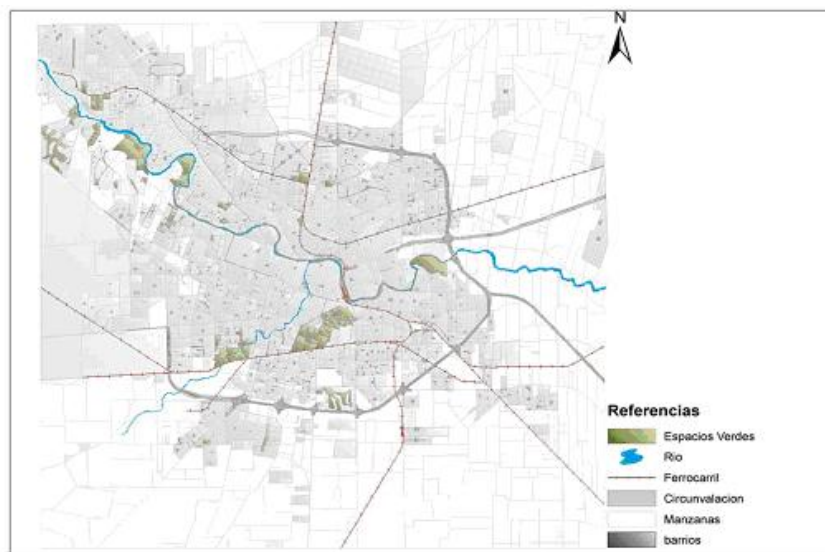 N
Referencias
Espacios Verdes
Rio
Ferrocarril
Circunvalacion
Manzanas
barrios